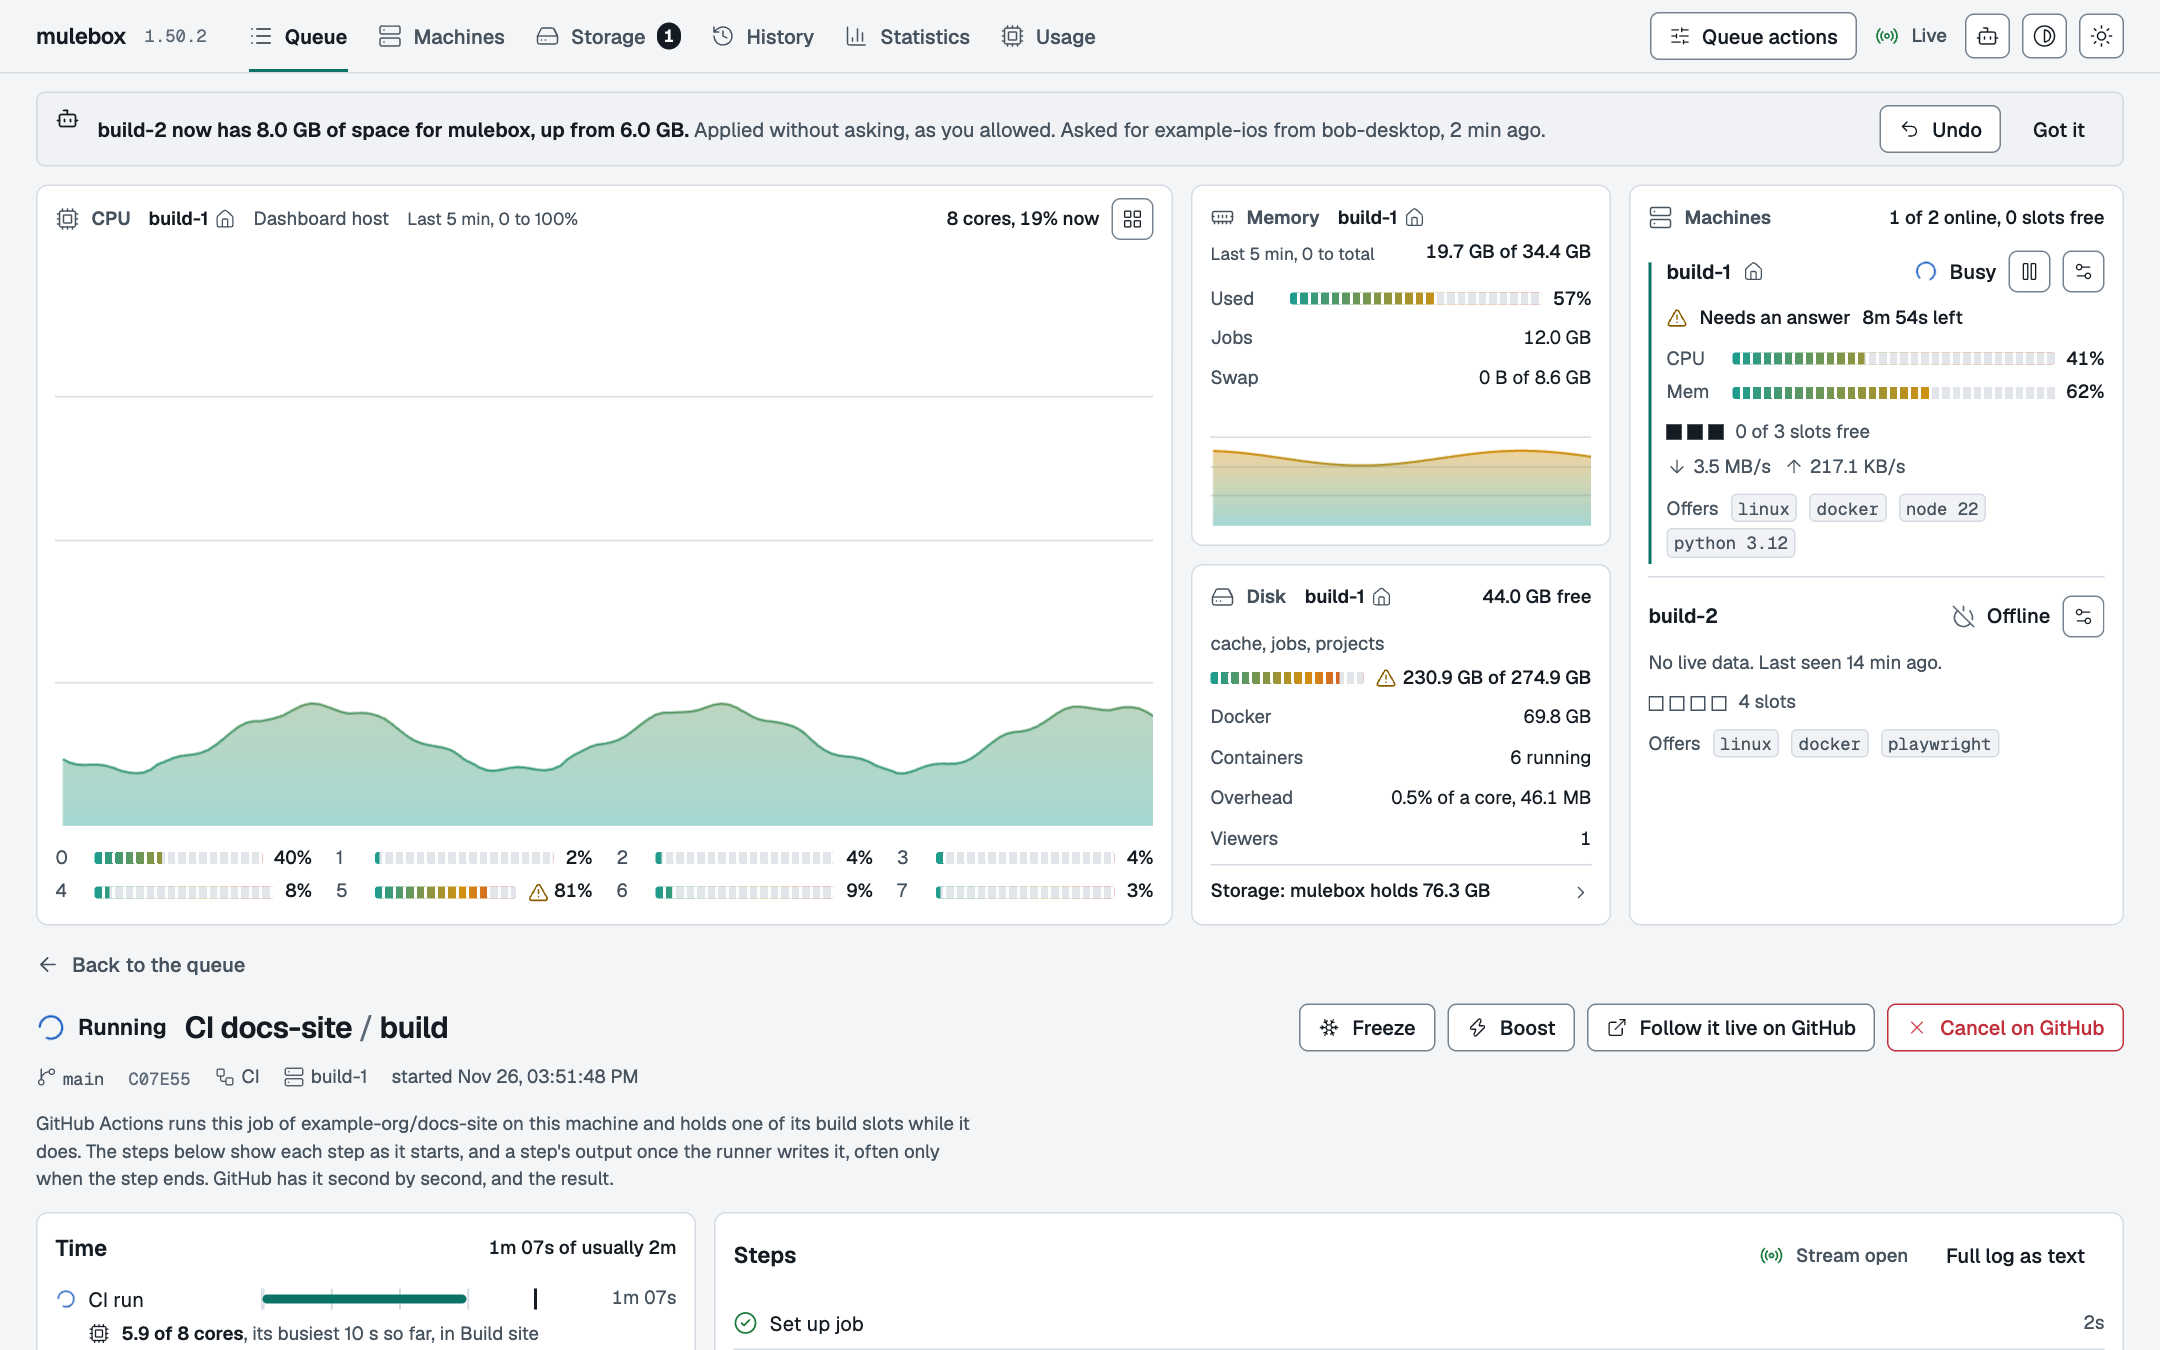 mulebox 1.50.2 Queue Machines Storage 1 History Statistics Usage Queue actions Live
build-2 now has 8.0 GB of space for mulebox, up from 6.0 GB. Applied without asking, as you allowed. Asked for example-ios from bob-desktop, 2 min ago. Undo Got it
CPU build-1 Dashboard host Last 5 min, 0 to 100% 8 cores, 19% now
0 40% 1 2% 2 4% 3 4%
4 8% 5 81% 6 9% 7 3%
Memory build-1
Last 5 min, 0 to total 19.7 GB of 34.4 GB
Used 57%
Jobs 12.0 GB
Swap 0 B of 8.6 GB
Disk build-1 44.0 GB free
cache, jobs, projects
230.9 GB of 274.9 GB
Docker 69.8 GB
Containers 6 running
Overhead 0.5% of a core, 46.1 MB
Viewers 1
Storage: mulebox holds 76.3 GB
Machines 1 of 2 online, 0 slots free
build-1 Busy
Needs an answer 8m 54s left
CPU 41%
Mem 62%
0 of 3 slots free
3.5 MB/s 217.1 KB/s
Offers linux docker node 22
python 3.12
build-2 Offline
No live data. Last seen 14 min ago.
4 slots
Offers linux docker playwright
Back to the queue
Running CI docs-site / build Freeze Boost Follow it live on GitHub Cancel on GitHub
main C07E55 CI build-1 started Nov 26, 03:51:48 PM
GitHub Actions runs this job of example-org/docs-site on this machine and holds one of its build slots while it
does. The steps below show each step as it starts, and a step's output once the runner writes it, often only
when the step ends. GitHub has it second by second, and the result.
Time 1m 07s of usually 2m
CI run 1m 07s
5.9 of 8 cores, its busiest 10 s so far, in Build site
Steps Stream open Full log as text
Set up job 2s